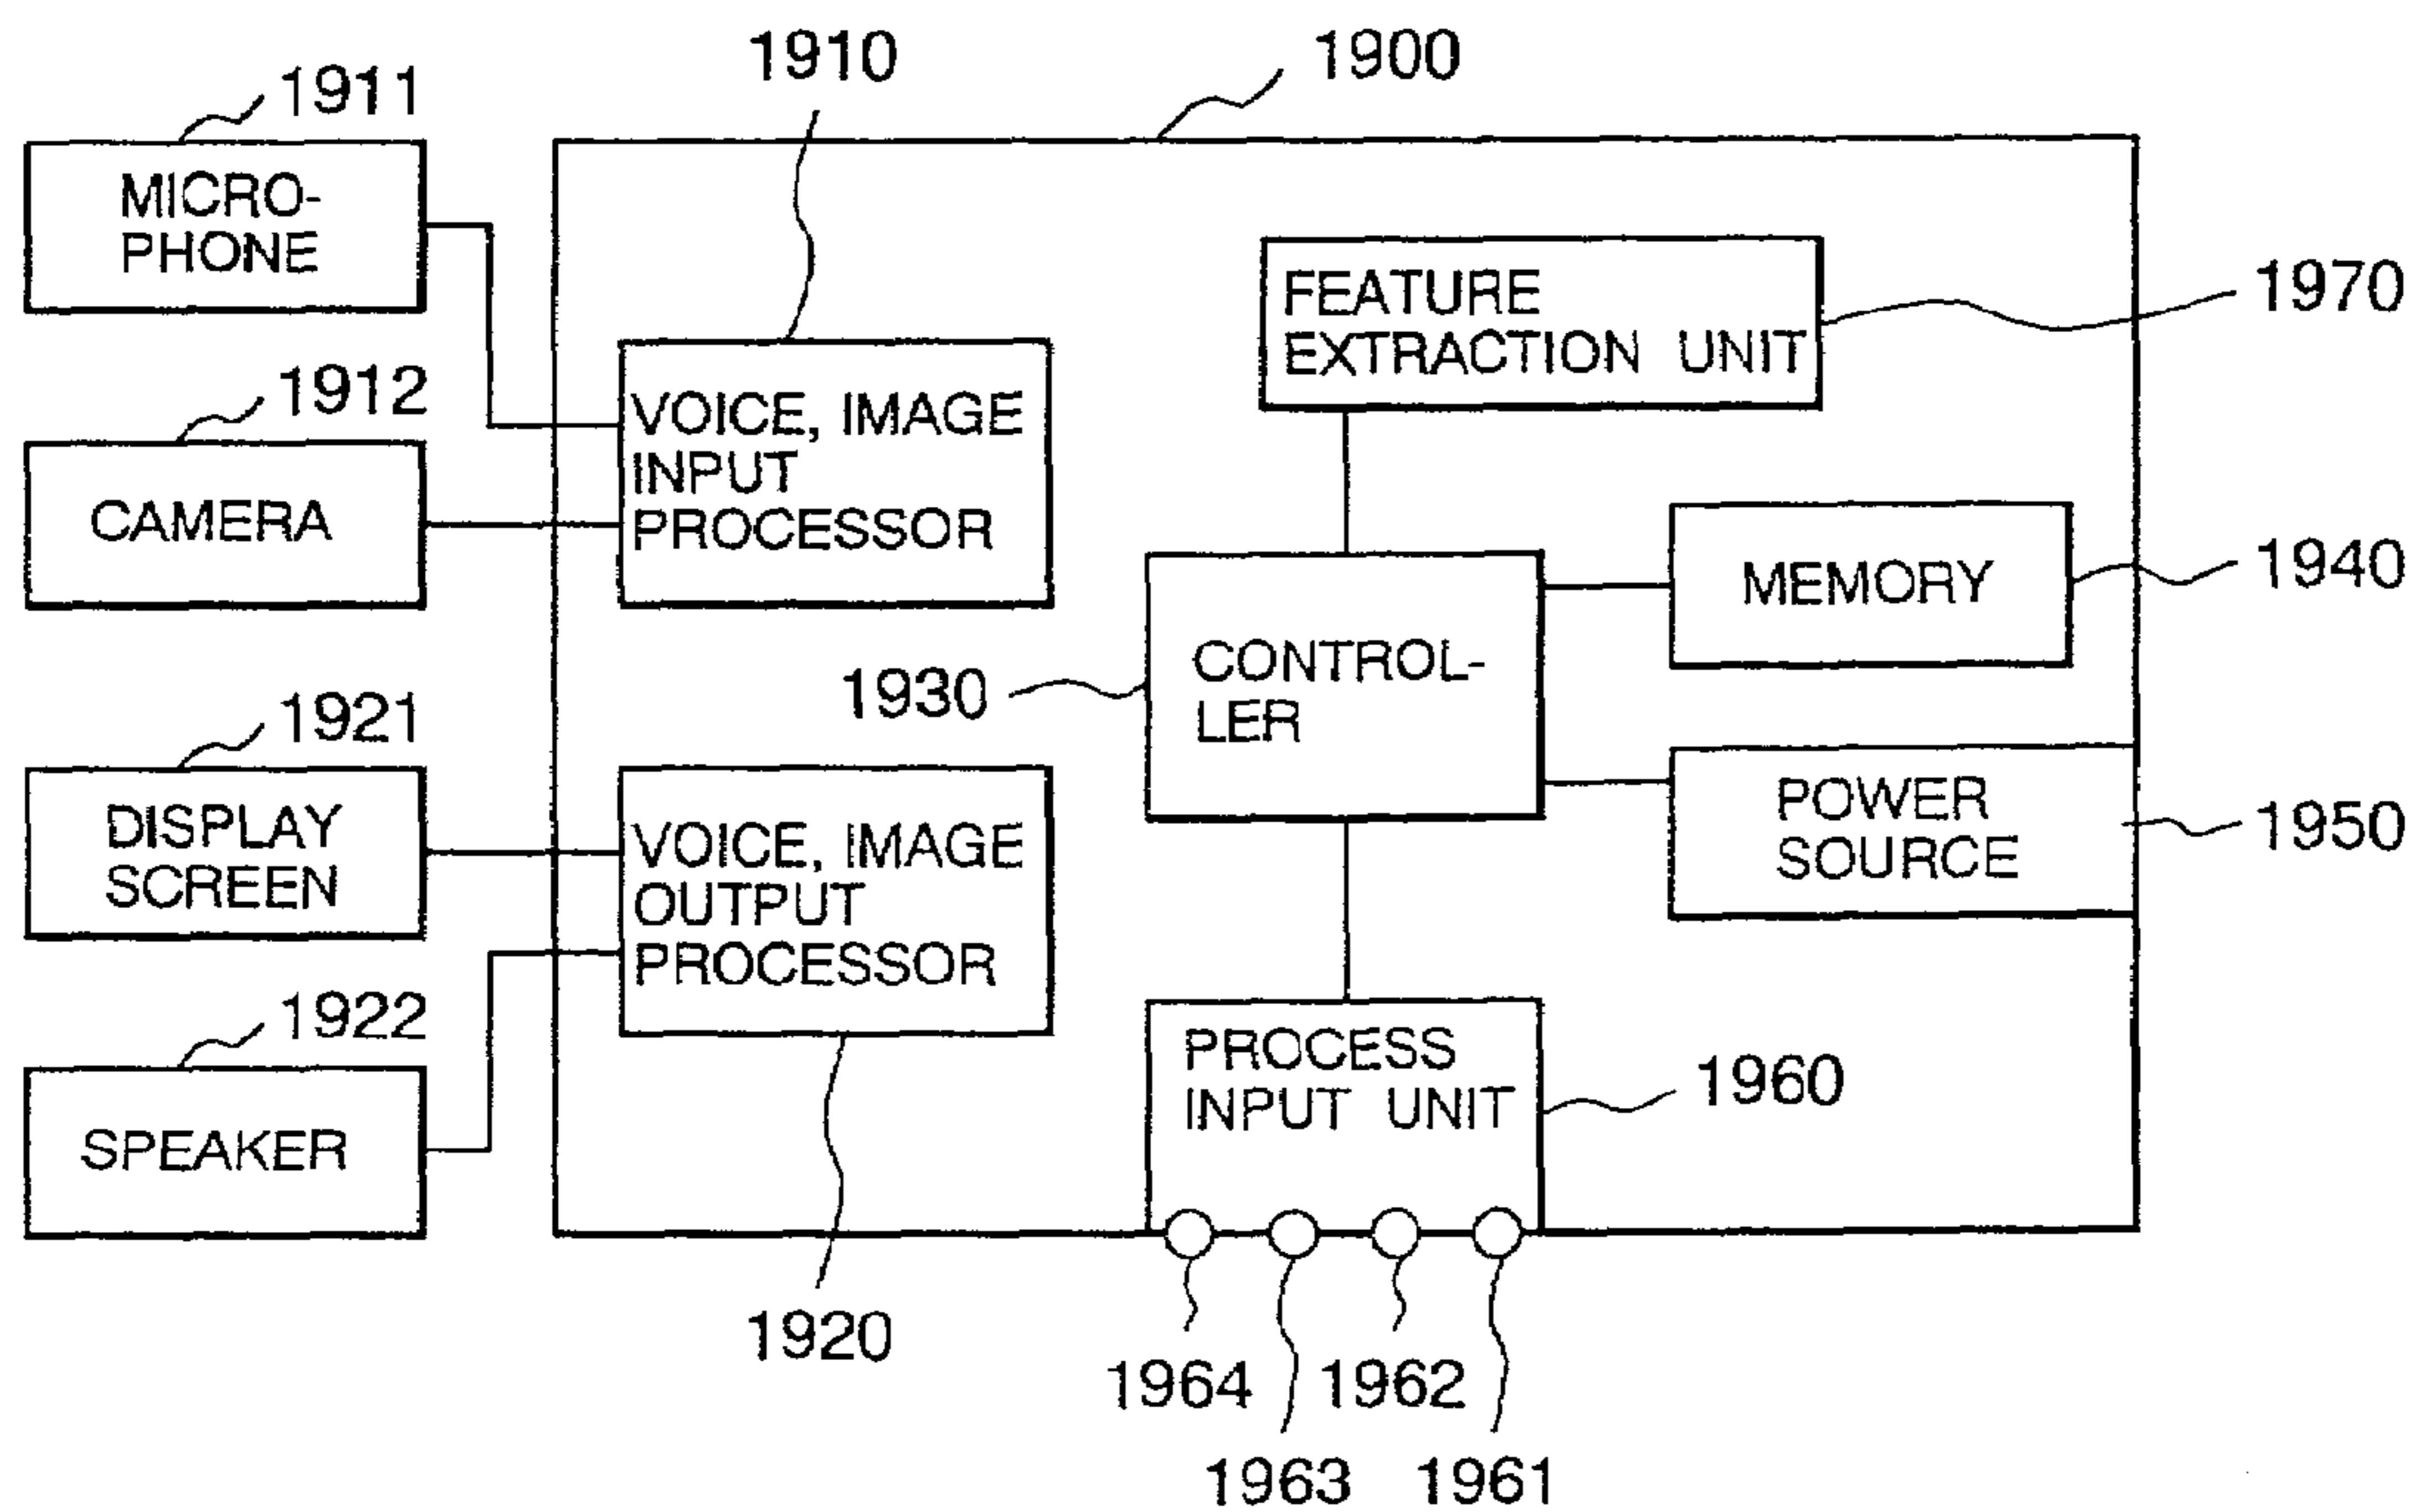 1910
1900
1911
MICRO-
PHONE
1912
CAMERA
VOICE, IMAGE
INPUT
PROCESSOR
FEATURE
EXTRACTION UNIT
1970
MEMORY
1940
1930
CONTROL-
LER
POWER
SOURCE
1950
1921
DISPLAY
SCREEN
VOICE, IMAGE
OUTPUT
PROCESSOR
1922
SPEAKER
PROCESS
INPUT UNIT
1960
1920
1964
1962
1963
1961